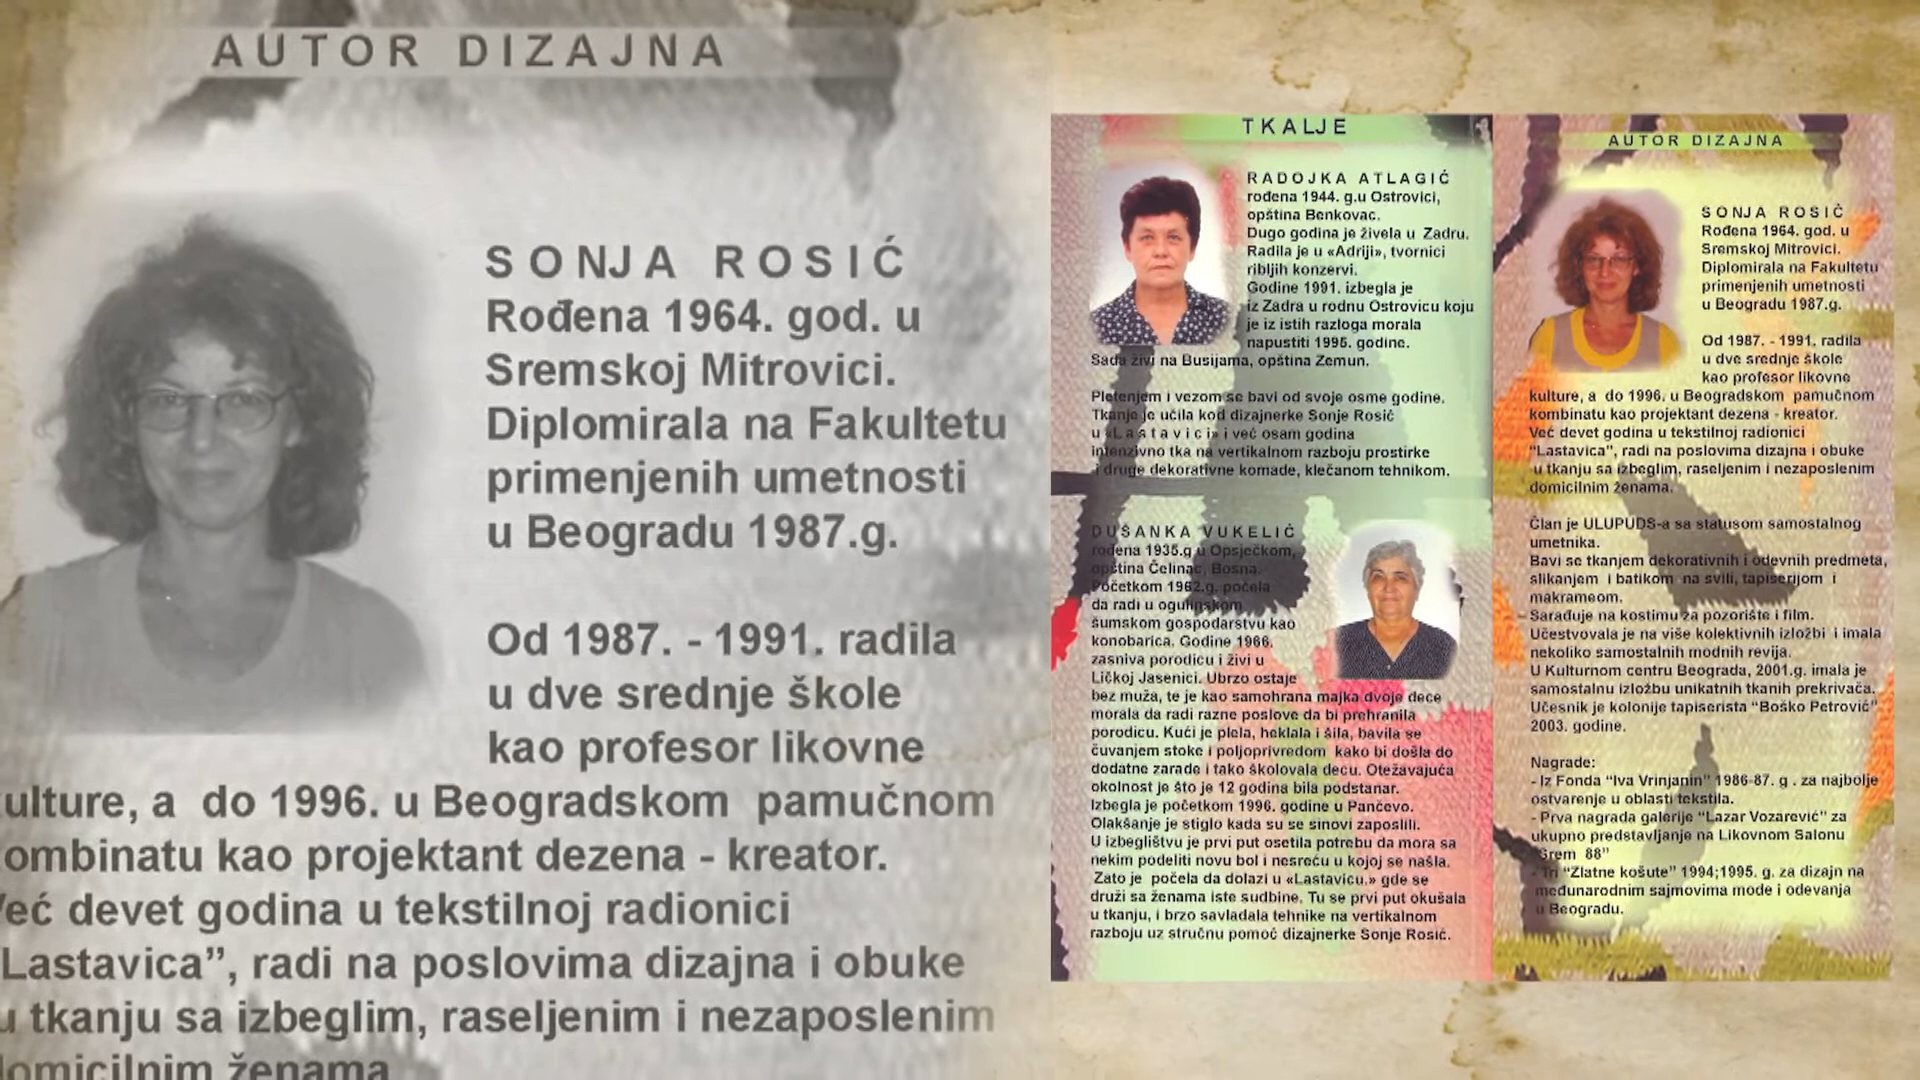 AUTOR DIZAJNA
SONJA ROSIĆ
Rođena 1964. god. u
Sremskoj Mitrovici.
Diplomirala na Fakultetu
primenjenih umetnosti
u Beogradu 1987.g.
Od 1987. - 1991. radila
u dve srednje škole
kao profesor likovne
ulture, a do 1996. u Beogradskom pamučnom
ombinatu kao projektant dezena - kreator.
eć devet godina u tekstilnoj radionici
Lastavica”, radi na poslovima dizajna i obuke
u tkanju sa izbeglim, raseljenim i nezaposlenim
domicilnim ženama
TKALJE
RADOJKA ATLAGIĆ
rođena 1944. g.u Ostrovici,
opština Benkovac.
Dugo godina je živela u Zadru.
Radila je u «Adriji», tvornici
ribljih konzervi.
Godine 1991. izbegla je
iz Zadra u rodnu Ostrovicu koju
je iz istih razloga morala
napustiti 1995. godine.
Sada živi na Busijama, opština Zemun.
Pletenjem i vezom se bavi od svoje osme godine.
Tkanje je učila kod dizajnerke Sonje Rosić
u «Lastavici» i već osam godina
intenzivno tka na vertikalnom razboju prostirke
i druge dekorativne komade, klečanom tehnikom.
DUŠANKA VUKELIĆ
rođena 1935.g u Opsječkom,
opština Čelinac, Bosna.
Početkom 1962.g. počela
da radi u ogulinskom
šumskom gospodarstvu kao
konobarica. Godine 1966.
zasniva porodicu i živi u
Ličkoj Jasenici. Ubrzo ostaje
bez muža, te je kao samohrana majka dvoje dece
morala da radi razne poslove da bi prehranila
porodicu. Kući je plela, heklala i šila, bavila se
čuvanjem stoke i poljoprivredom kako bi došla do
dodatne zarade i tako školovala decu. Otežavajuća
okolnost je što je 12 godina bila podstanar.
Izbegla je početkom 1996. godine u Pančevo.
Olakšanje je stiglo kada su se sinovi zaposlili.
U izbeglištvu je prvi put osetila potrebu da mora sa
nekim podeliti novu bol i nesreću u kojoj se našla.
Zato je počela da dolazi u «Lastavicu.» gde se
druži sa ženama iste sudbine. Tu se prvi put okušala
u tkanju, i brzo savladala tehnike na vertikalnom
razboju uz stručnu pomoć dizajnerke Sonje Rosić.
AUTOR DIZAJNA
SONJA ROSIĆ
Rođena 1964. god. u
Sremskoj Mitrovici.
Diplomirala na Fakultetu
primenjenih umetnosti
u Beogradu 1987.g.
Od 1987. - 1991. radila
u dve srednje škole
kao profesor likovne
kulture, a do 1996. u Beogradskom pamučnom
kombinatu kao projektant dezena - kreator.
Već devet godina u tekstilnoj radionici
“Lastavica”, radi na poslovima dizajna i obuke
u tkanju sa izbeglim, raseljenim i nezaposlenim
domicilnim ženama.
Član je ULUPUDS-a sa statusom samostalnog
umetnika.
Bavi se tkanjem dekorativnih i odevnih predmeta,
slikanjem i batikom na svili, tapiserijom i
makrameom.
Sarađuje na kostimu za pozorište i film.
Učestvovala je na više kolektivnih izložbi i imala
nekoliko samostalnih modnih revija.
U Kulturnom centru Beograda, 2001.g. imala je
samostalnu izložbu unikatnih tkanih prekrivača.
Učesnik je kolonije tapiserista “Boško Petrović”
2003. godine.
Nagrade:
- Iz Fonda “Iva Vrinjanin” 1986-87. g . za najbolje
ostvarenje u oblasti tekstila.
- Prva nagrada galerije “Lazar Vozarević” za
ukupno predstavljanje na Likovnom Salonu
“Srem 88”
- Tri “Zlatne košute” 1994;1995. g. za dizajn na
međunarodnim sajmovima mode i odevanja
u Beogradu.